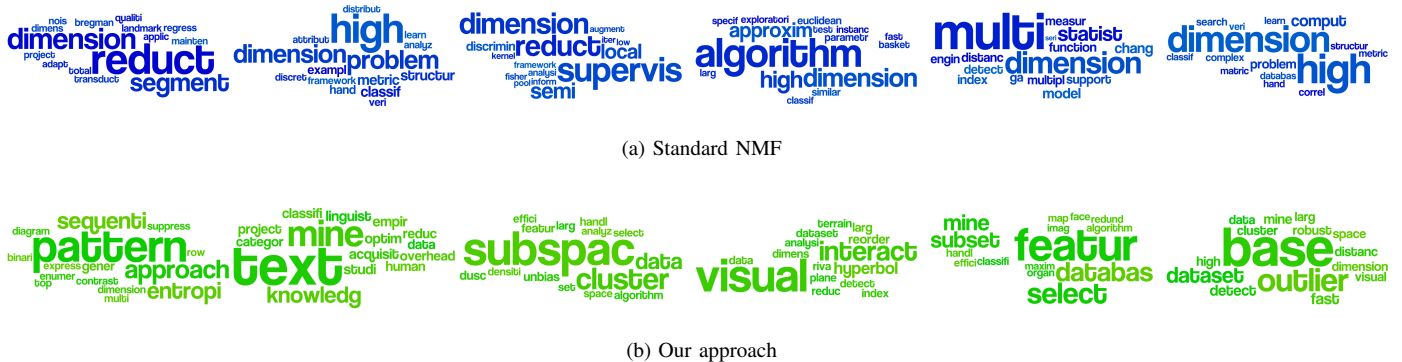 nois bregman qualiti
dimens landmark regress
dimension applic
project mainten
adapt reduct
total
transduct segment
distribut
attribut high learn
analyz
dimension problem
exampl
discret metric structur
framework
hand classif
veri
dimension augment
discrimin reduct iter low
kernel local
framework
analysi supervis
fisher
pool inform
semi
specif exploratori euclidean
approxim test instanc
parametr fast
algorithm basket
larg high dimension
similar
classif
multi measur
seri statist
function chang
engin distanc dimension
detect
index ga multipl support
model
search veri learn comput
dimension structur
classif complex metric
matric problem high
databas
hand
correl
(a) Standard NMF
sequenti suppress
diagram
pattern row
binari
express gener approach
enumer
top contrast
dimension entropi
multi
classifi linguist
project mine empir
categor optim reduc
data
text acquisit overhead
studi human
knowledg
effici handl
featur larg analyz select
subspac data
dusc densiti unbias cluster
set
space algorithm
terrain larg
dataset reorder
analysi interact
data dimens
visual riva hyperbol
plane detect
reduc index
mine map face redund
imag algorithm
subset featur
handl
effici classifi
maxim databas
organ
select
data mine larg
cluster robust space
base distanc
high
dataset outlier dimension
visual
detect fast
(b) Our approach